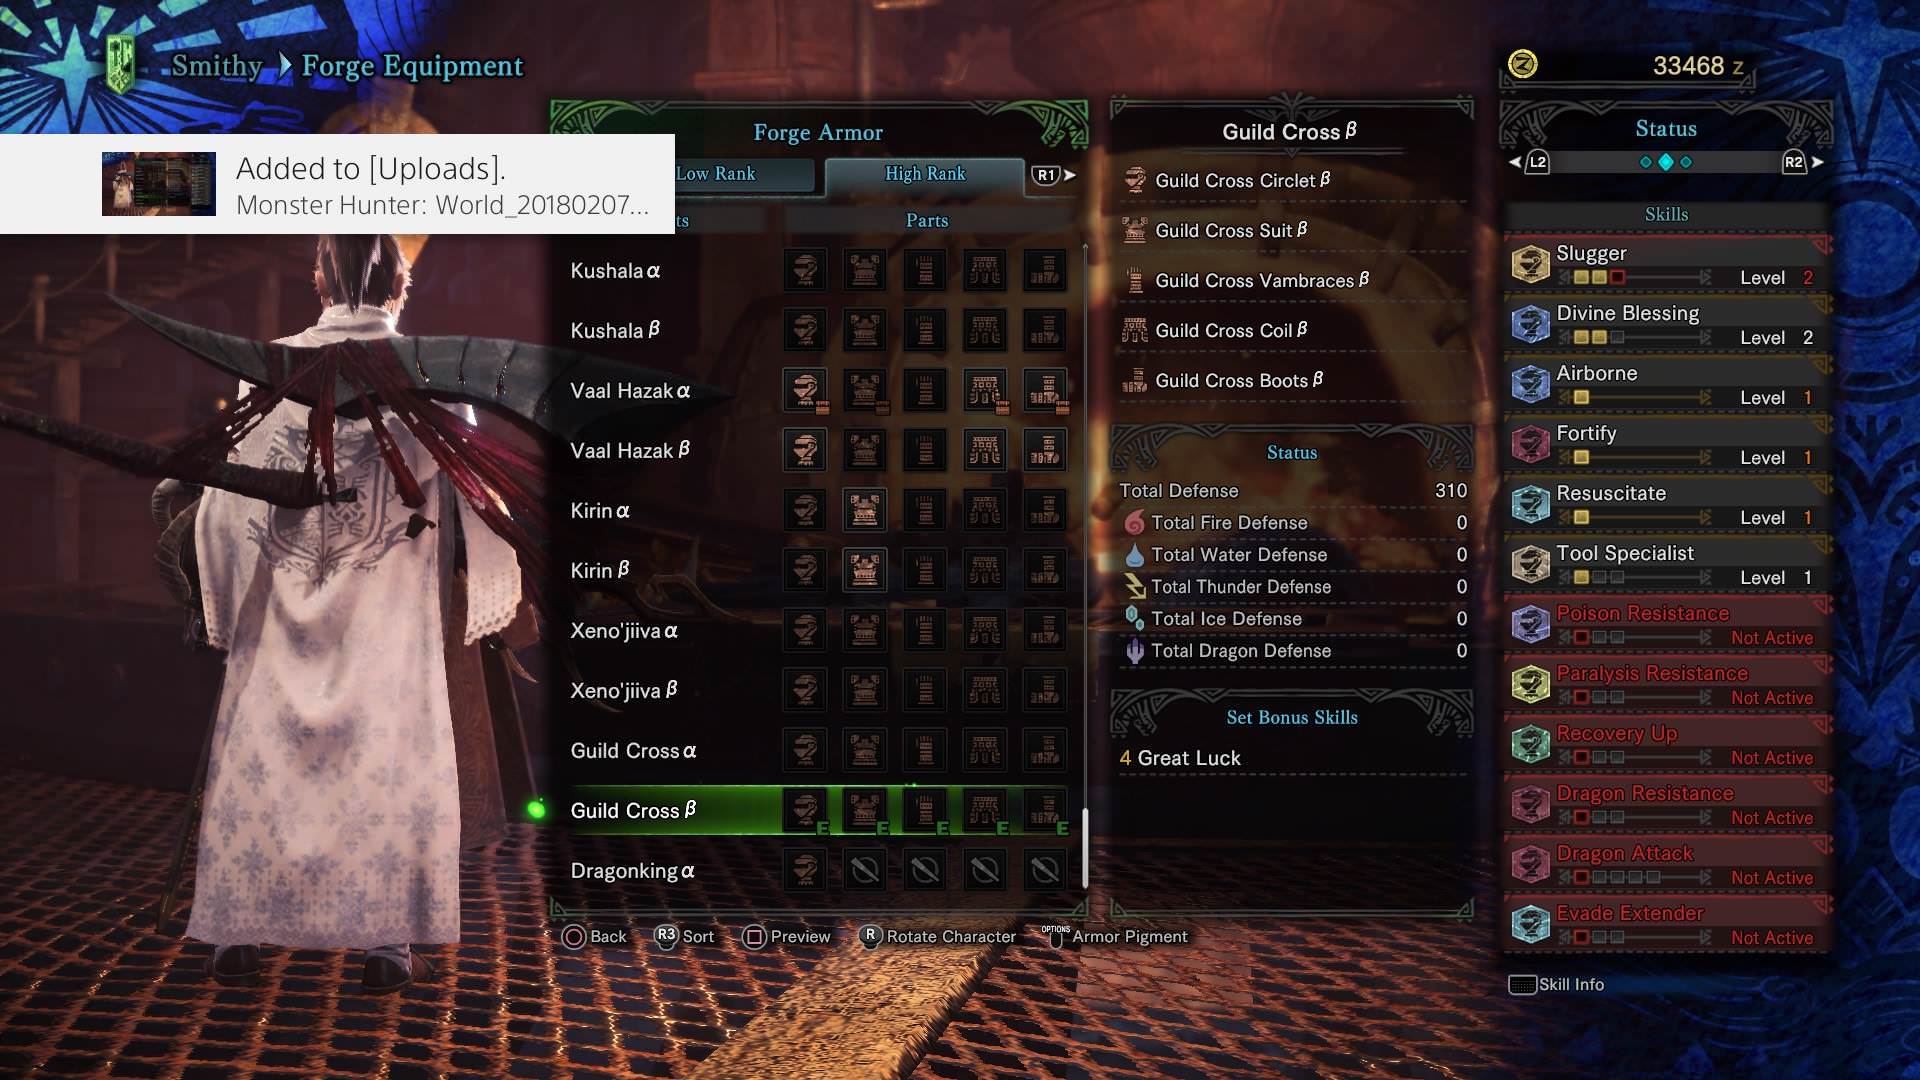 Smithy Forge Equipment
33468 z
Added to [Uploads].
Monster Hunter: World_20180207...
Forge Armor
Low Rank
High Rank
R1
ts
Parts
Kushala α
Kushala β
Vaal Hazak α
Vaal Hazak β
Kirin α
Kirin β
Xeno'jiiva α
Xeno'jiiva β
Guild Cross α
Guild Cross β
E E E E E
Dragonking α
Back
R3 Sort
Preview
R Rotate Character
OPTIONS Armor Pigment
Guild Cross β
Guild Cross Circlet β
Guild Cross Suit β
Guild Cross Vambraces β
Guild Cross Coil β
Guild Cross Boots β
Status
Total Defense 310
Total Fire Defense 0
Total Water Defense 0
Total Thunder Defense 0
Total Ice Defense 0
Total Dragon Defense 0
Set Bonus Skills
4 Great Luck
Status
L2 R2
Skills
Slugger
Level 2
Divine Blessing
Level 2
Airborne
Level 1
Fortify
Level 1
Resuscitate
Level 1
Tool Specialist
Level 1
Poison Resistance
Not Active
Paralysis Resistance
Not Active
Recovery Up
Not Active
Dragon Resistance
Not Active
Dragon Attack
Not Active
Evade Extender
Not Active
Skill Info